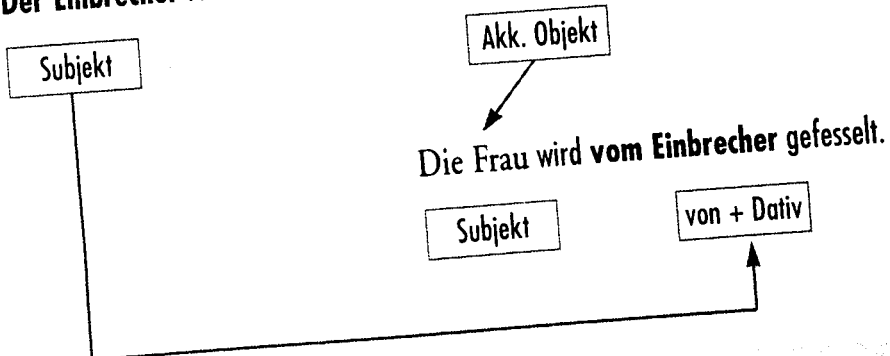 Der Einbrecher
Akk. Objekt
Subjekt
Die Frau wird vom Einbrecher gefesselt.
Subjekt
von + Dativ